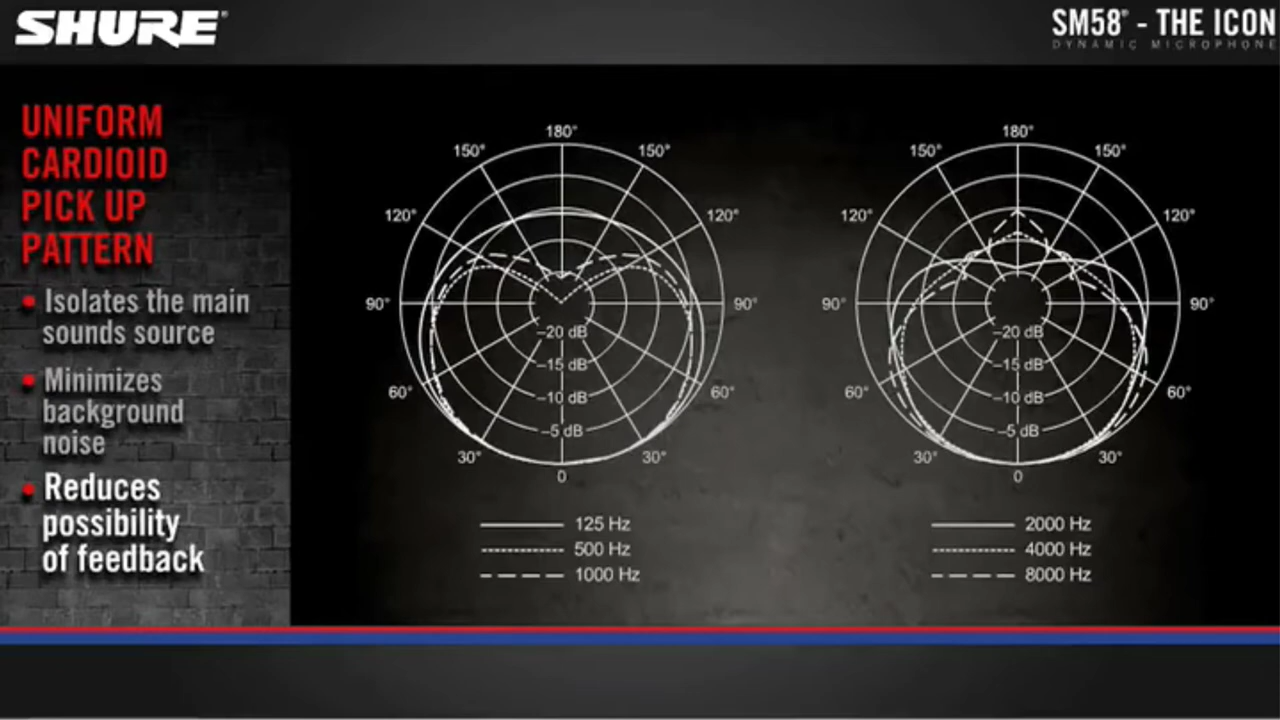 SHURE®
SM58® - THE ICON
DYNAMIC MICROPHONE
UNIFORM
CARDIOID
PICK UP
PATTERN
• Isolates the main
sounds source
• Minimizes
background
noise
• Reduces
possibility
of feedback
180°
150° 150°
120° 120°
90° 90°
60° 60°
30° 30°
0
–20 dB
–15 dB
–10 dB
–5 dB
125 Hz
500 Hz
1000 Hz
180°
150° 150°
120° 120°
90° 90°
60° 60°
30° 30°
0
–20 dB
–15 dB
–10 dB
–5 dB
2000 Hz
4000 Hz
8000 Hz